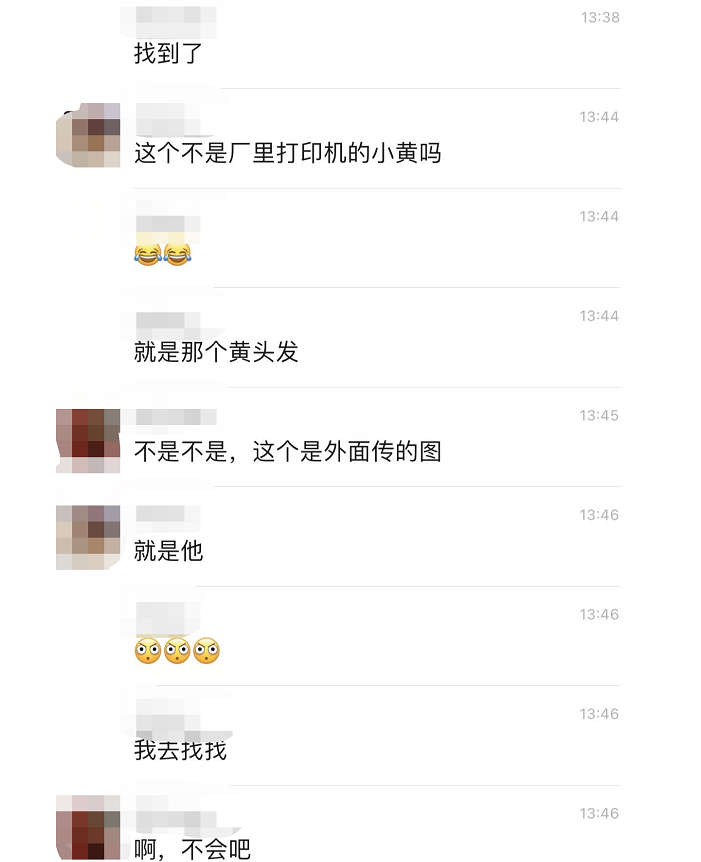 13:38
找到了
13:44
这个不是厂里打印机的小黄吗
13:44
😂😂
13:44
就是那个黄头发
13:45
不是不是，这个是外面传的图
13:46
就是他
13:46
13:46
我去找找
13:46
啊，不会吧